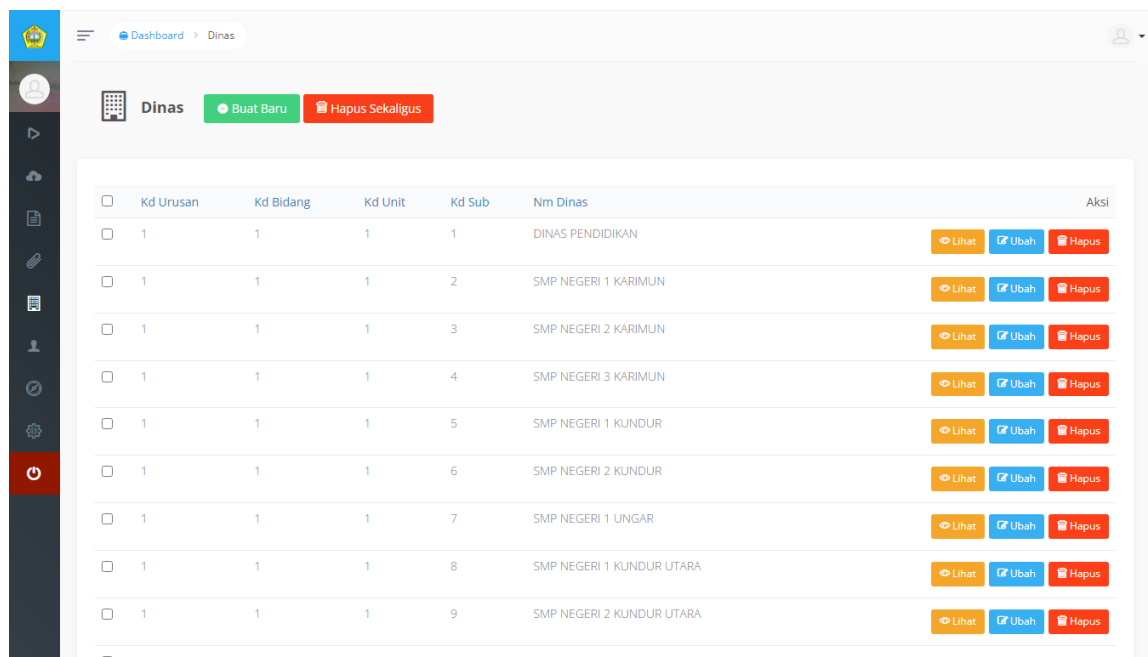 Dashboard > Dinas
Dinas Buat Baru Hapus Sekaligus
Kd Urusan Kd Bidang Kd Unit Kd Sub Nm Dinas Aksi
1 1 1 1 DINAS PENDIDIKAN Lihat Ubah Hapus
1 1 1 2 SMP NEGERI 1 KARIMUN Lihat Ubah Hapus
1 1 1 3 SMP NEGERI 2 KARIMUN Lihat Ubah Hapus
1 1 1 4 SMP NEGERI 3 KARIMUN Lihat Ubah Hapus
1 1 1 5 SMP NEGERI 1 KUNDUR Lihat Ubah Hapus
1 1 1 6 SMP NEGERI 2 KUNDUR Lihat Ubah Hapus
1 1 1 7 SMP NEGERI 1 UNGAR Lihat Ubah Hapus
1 1 1 8 SMP NEGERI 1 KUNDUR UTARA Lihat Ubah Hapus
1 1 1 9 SMP NEGERI 2 KUNDUR UTARA Lihat Ubah Hapus